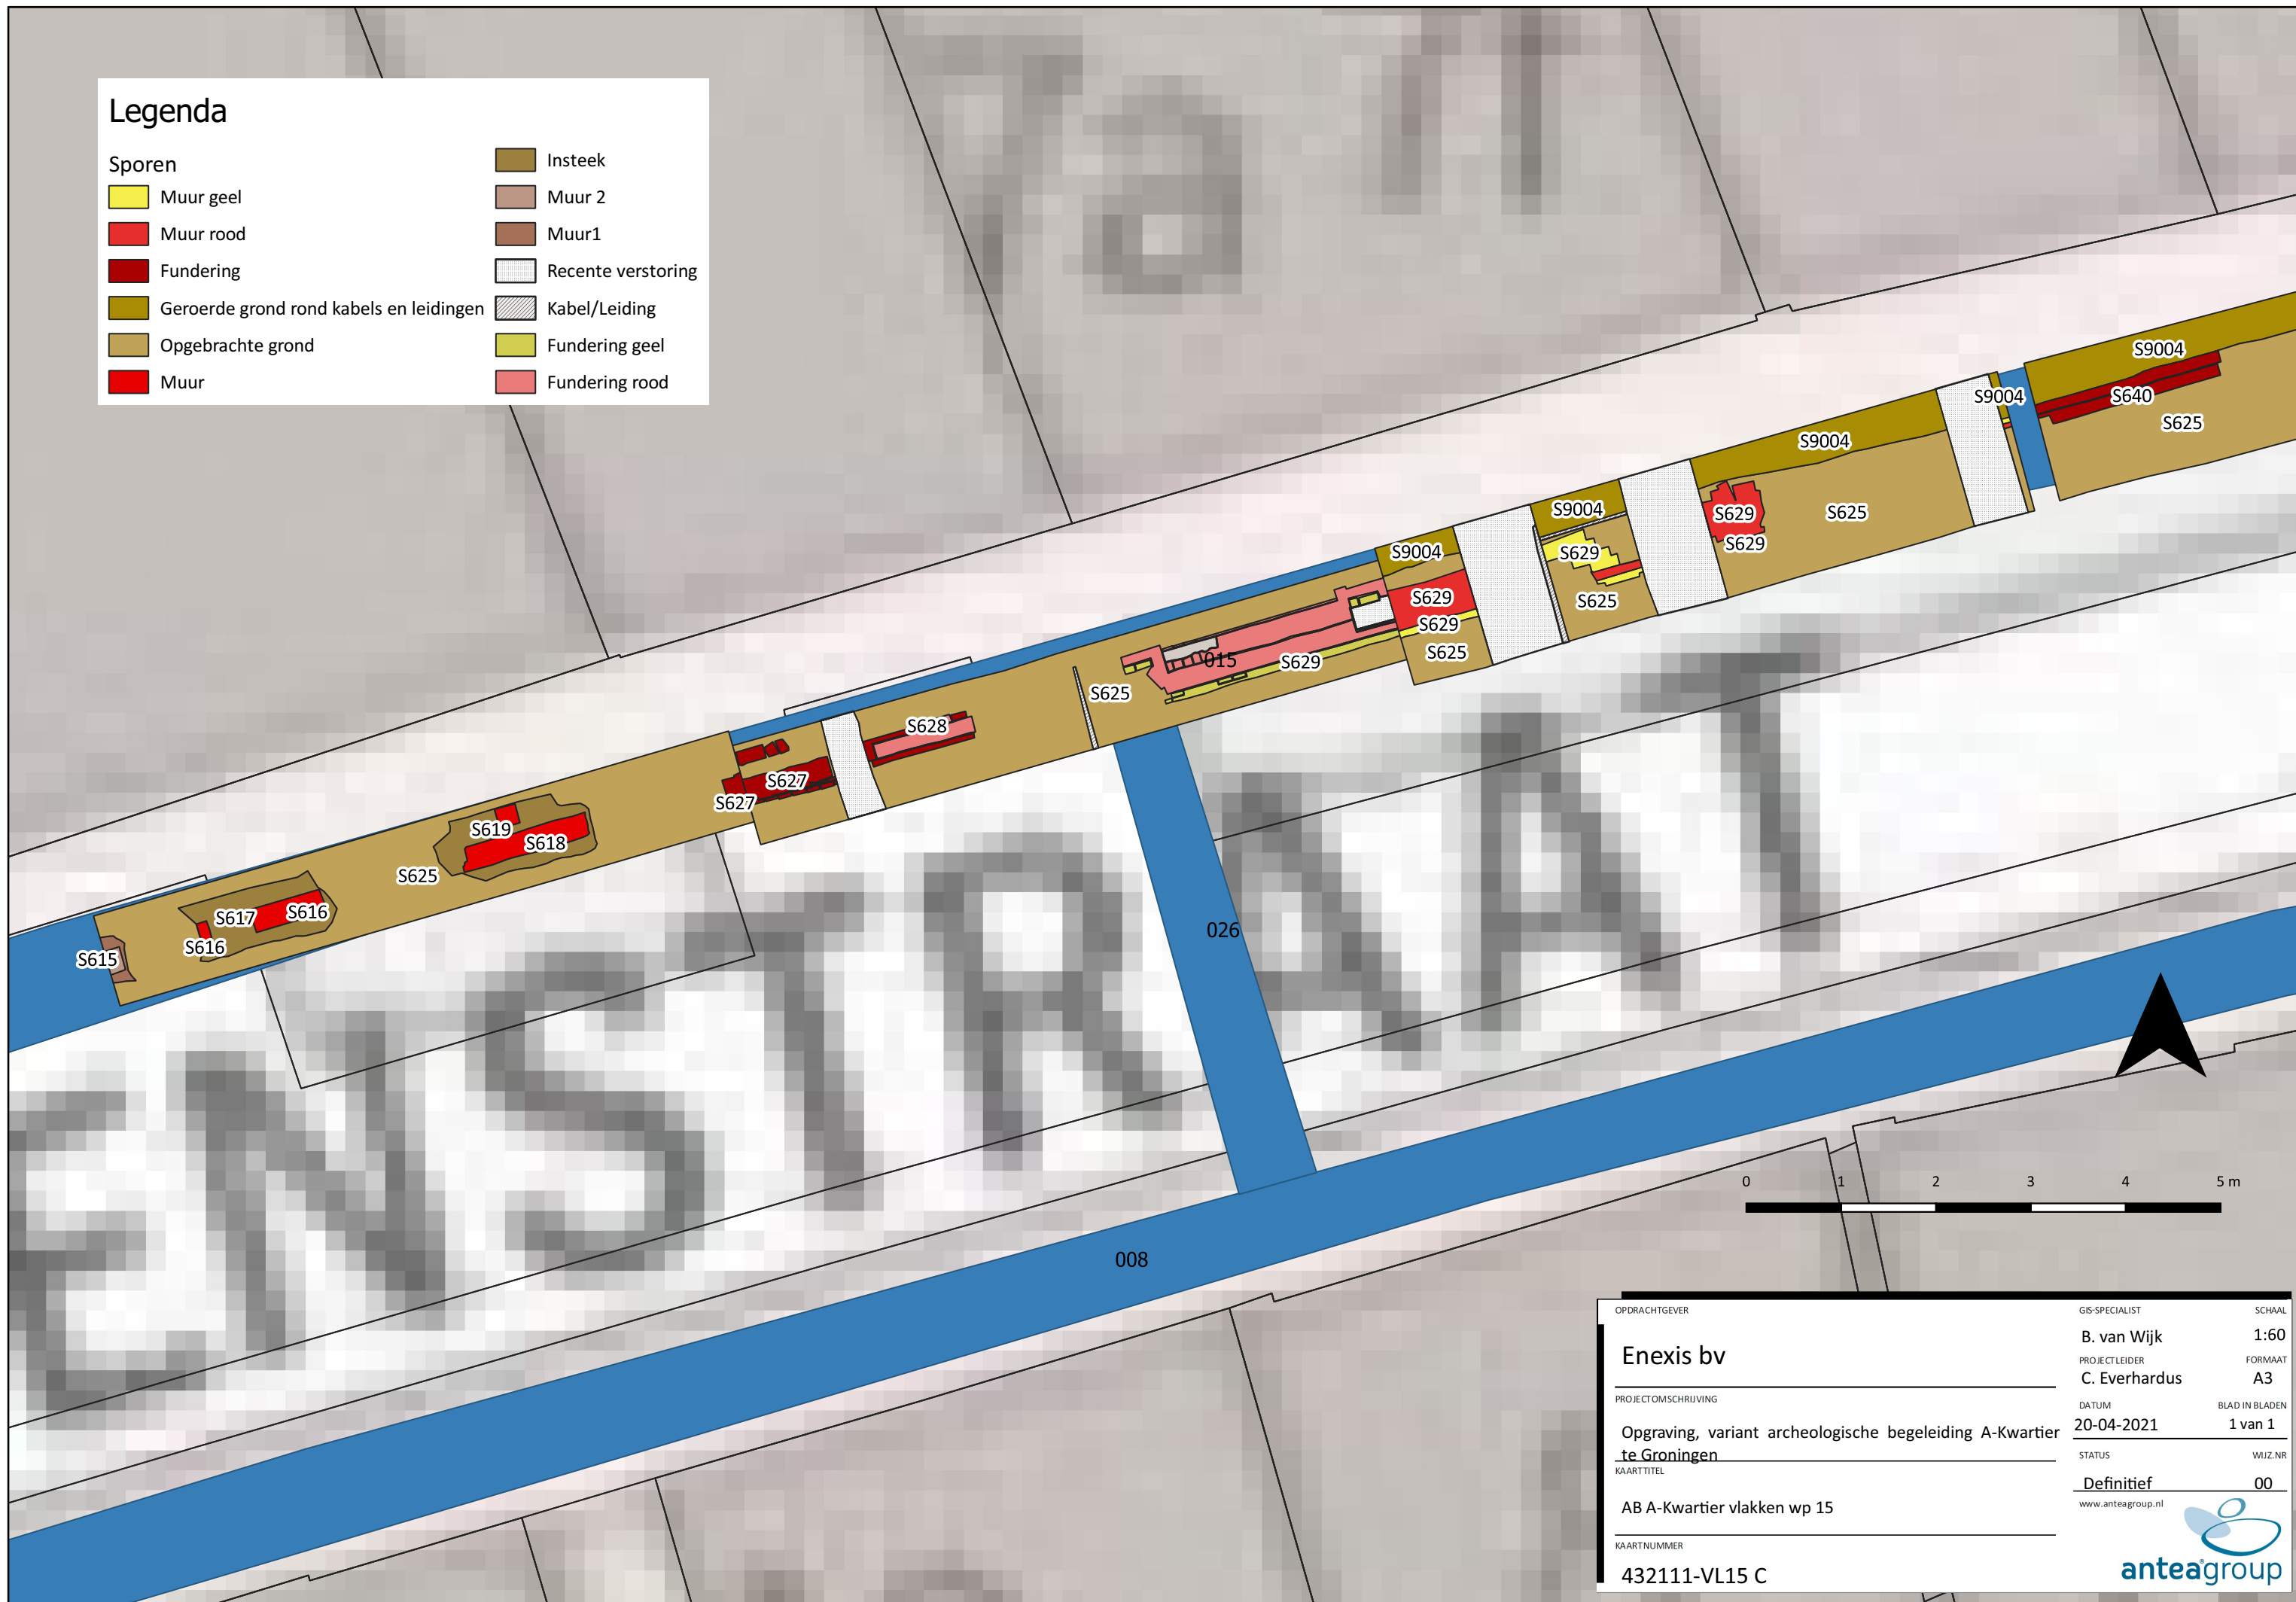 Legenda
Sporen
Muur geel
Muur rood
Fundering
Geroerde grond rond kabels en leidingen
Opgebrachte grond
Muur
Insteek
Muur 2
Muur1
Recente verstoring
Kabel/Leiding
Fundering geel
Fundering rood
S9004
S640
S625
S9004
S9004
S629
S629
S625
S9004
S629
S625
S9004
S629
S629
S625
015
S629
S625
S628
S627
S627
S619
S618
S625
S617
S616
S616
S615
ENSTRAAT
026
008
0 1 2 3 4 5 m
OPDRACHTGEVER
Enexis bv
PROJECTOMSCHRIJVING
Opgraving, variant archeologische begeleiding A-Kwartier
te Groningen
KAARTTITEL
AB A-Kwartier vlakken wp 15
KAARTNUMMER
432111-VL15 C
GIS-SPECIALIST SCHAAL
B. van Wijk 1:60
PROJECTLEIDER FORMAAT
C. Everhardus A3
DATUM BLAD IN BLADEN
20-04-2021 1 van 1
STATUS WIJZ.NR
Definitief 00
www.anteagroup.nl
anteagroup